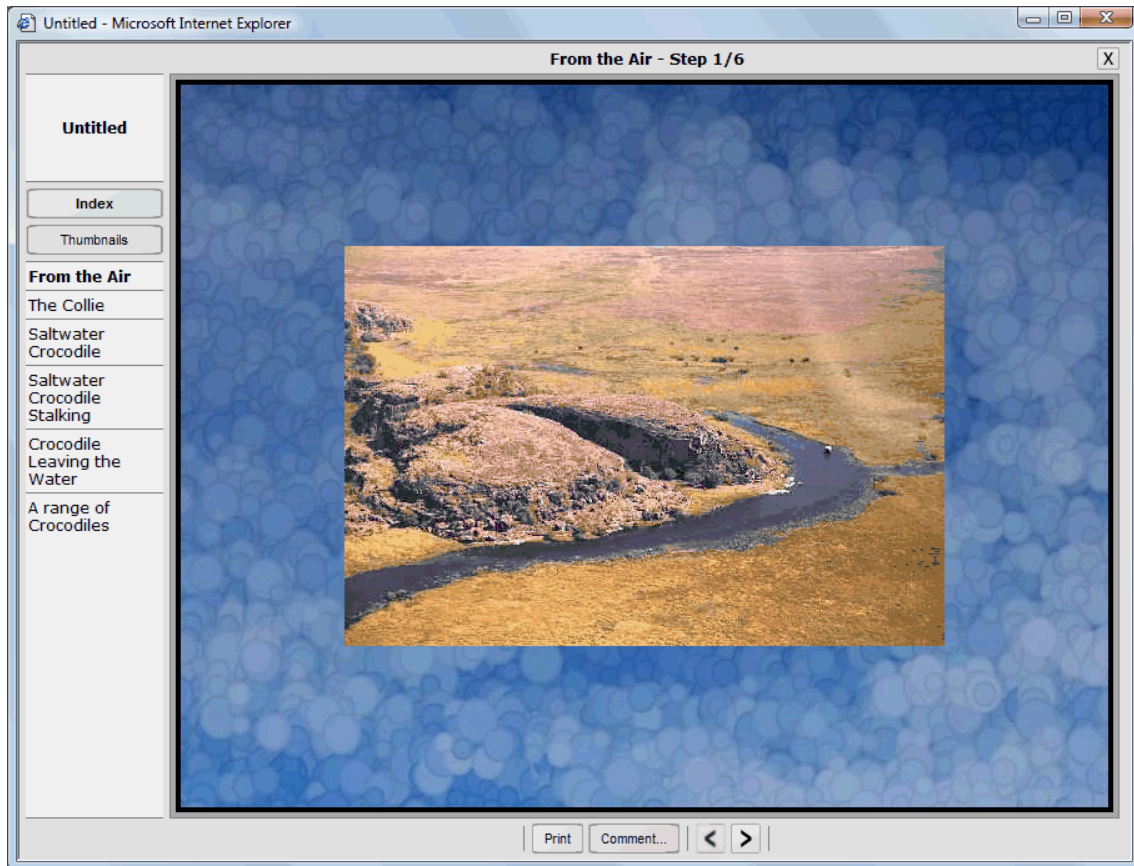 Untitled - Microsoft Internet Explorer
From the Air - Step 1/6
X
Untitled
Index
Thumbnails
From the Air
The Collie
Saltwater
Crocodile
Saltwater
Crocodile
Stalking
Crocodile
Leaving the
Water
A range of
Crocodiles
Print
Comment...
<
>